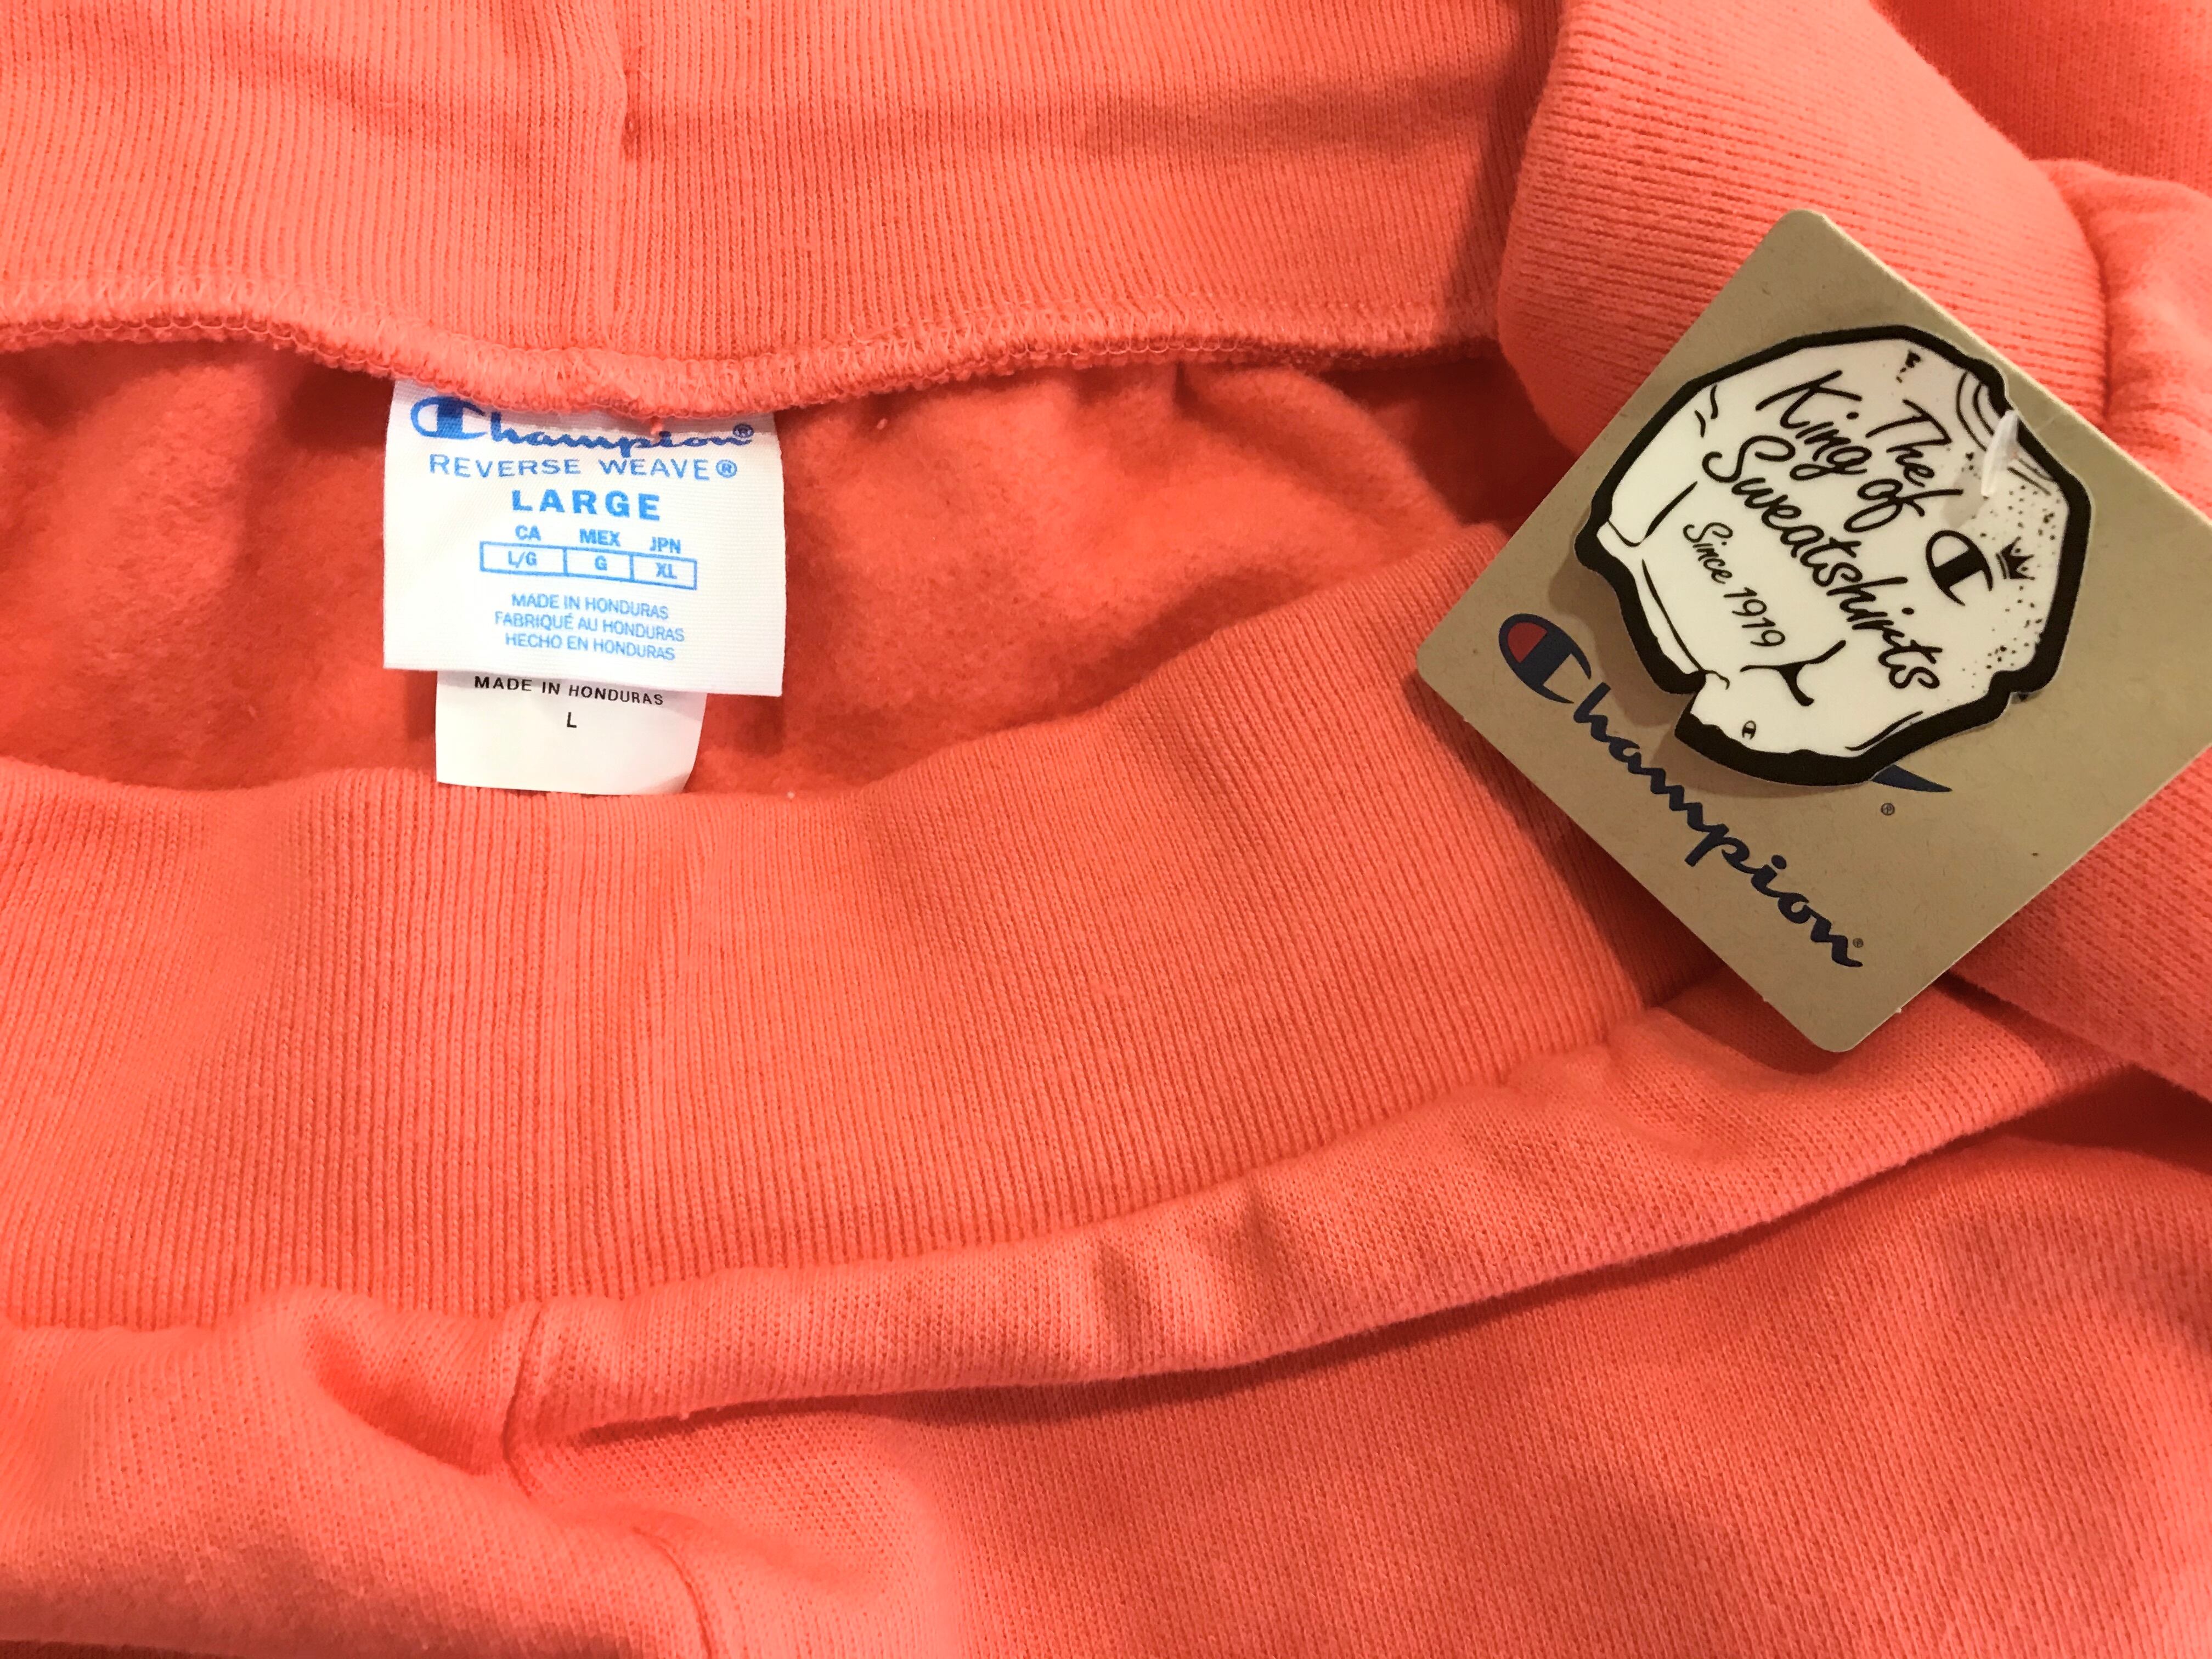 Champion®
REVERSE WEAVE®
LARGE
CA MEX JPN
L/G G XL
MADE IN HONDURAS
FABRIQUÉ AU HONDURAS
HECHO EN HONDURAS
MADE IN HONDURAS
L
The
King of
Sweatshirts
Since 1919
®
Champion®